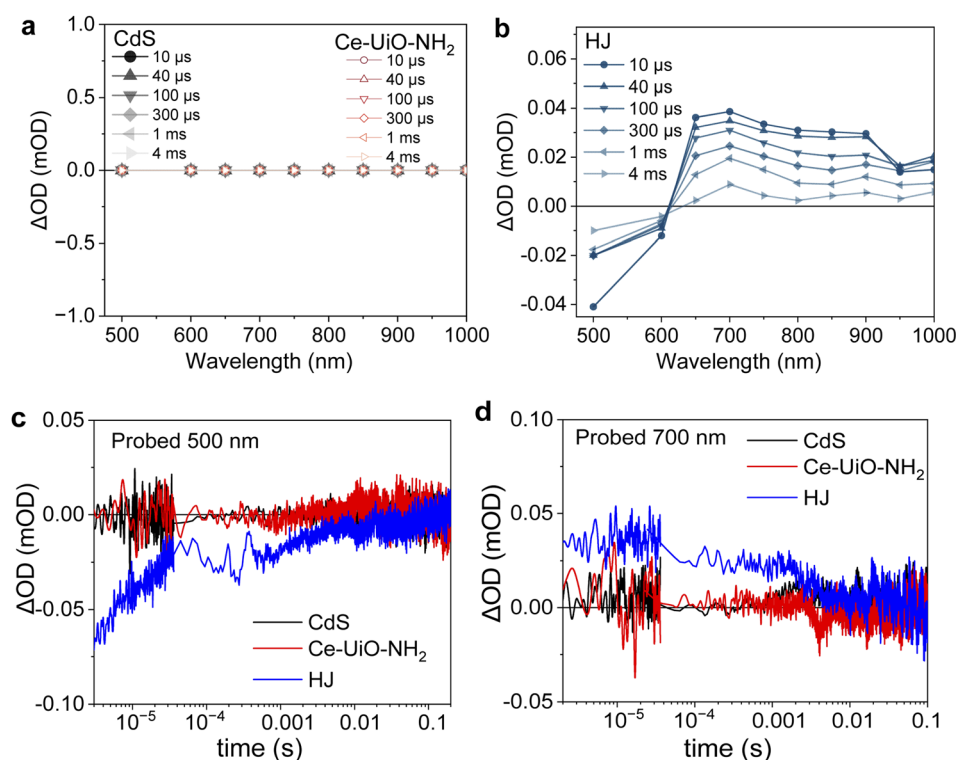 a
CdS
10 µs
40 µs
100 µs
300 µs
1 ms
4 ms
Ce-UiO-NH₂
10 µs
40 µs
100 µs
300 µs
1 ms
4 ms
1.0
0.5
0.0
−0.5
−1.0
ΔOD (mOD)
500 600 700 800 900 1000
Wavelength (nm)
b
HJ
10 µs
40 µs
100 µs
300 µs
1 ms
4 ms
0.06
0.04
0.02
0.00
-0.02
-0.04
ΔOD (mOD)
500 600 700 800 900 1000
Wavelength (nm)
c
Probed 500 nm
CdS
Ce-UiO-NH₂
HJ
0.05
0.00
-0.05
-0.10
ΔOD (mOD)
10⁻⁵ 10⁻⁴ 0.001 0.01 0.1
time (s)
d
Probed 700 nm
CdS
Ce-UiO-NH₂
HJ
0.10
0.05
0.00
-0.05
ΔOD (mOD)
10⁻⁵ 10⁻⁴ 0.001 0.01 0.1
time (s)